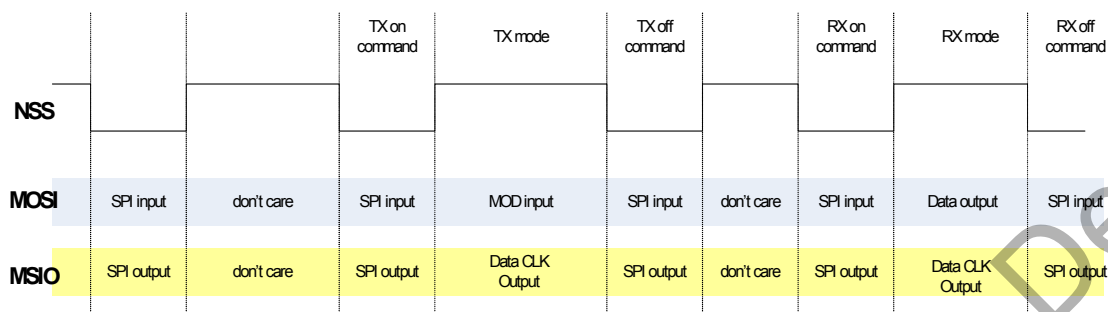 TX on command TX mode TX off command RX on command RX mode RX off command
NSS
MOSI SPI input don't care SPI input MOD input SPI input don't care SPI input Data output SPI input
MSIO SPI output don't care SPI output Data CLK Output SPI output don't care SPI output Data CLK Output SPI output
De